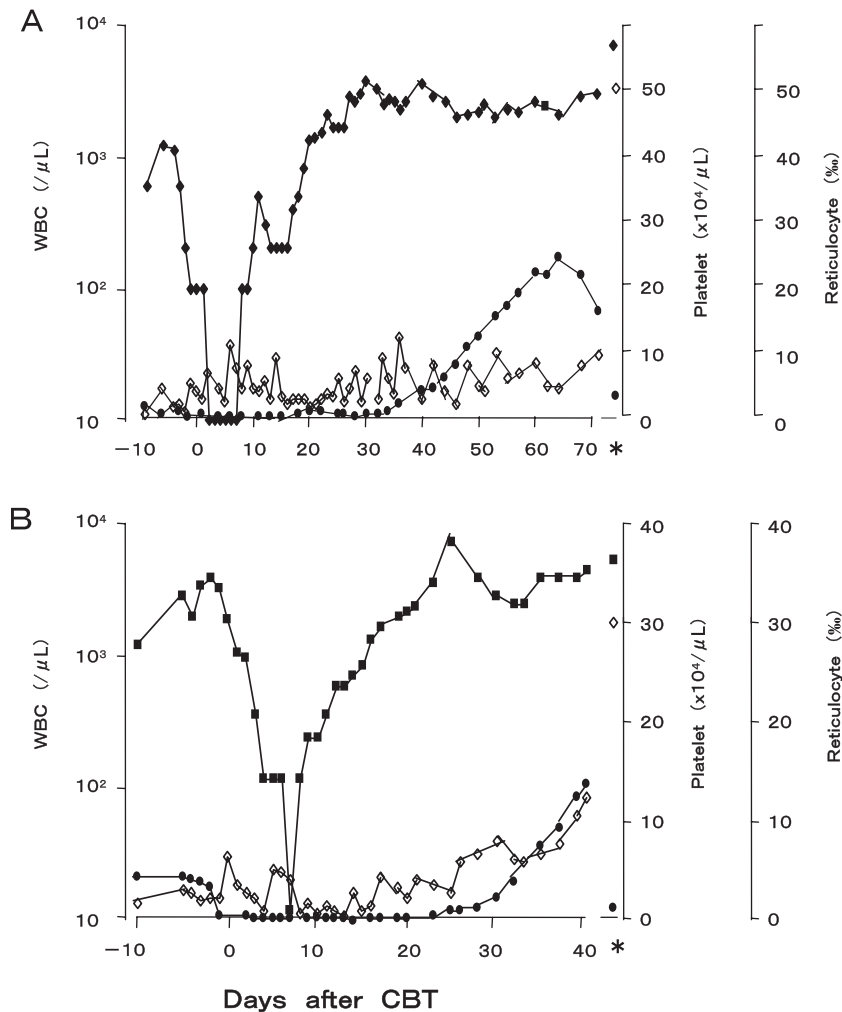 A
10⁴
10³
10²
10
WBC (/μL)
50
40
30
20
10
0
Platelet (x10⁴/μL)
50
40
30
20
10
0
Reticulocyte (‰)
−10 0 10 20 30 40 50 60 70 *
B
10⁴
10³
10²
10
WBC (/μL)
40
30
20
10
0
Platelet (x10⁴/μL)
40
30
20
10
0
Reticulocyte (‰)
−10 0 10 20 30 40 *
Days after CBT